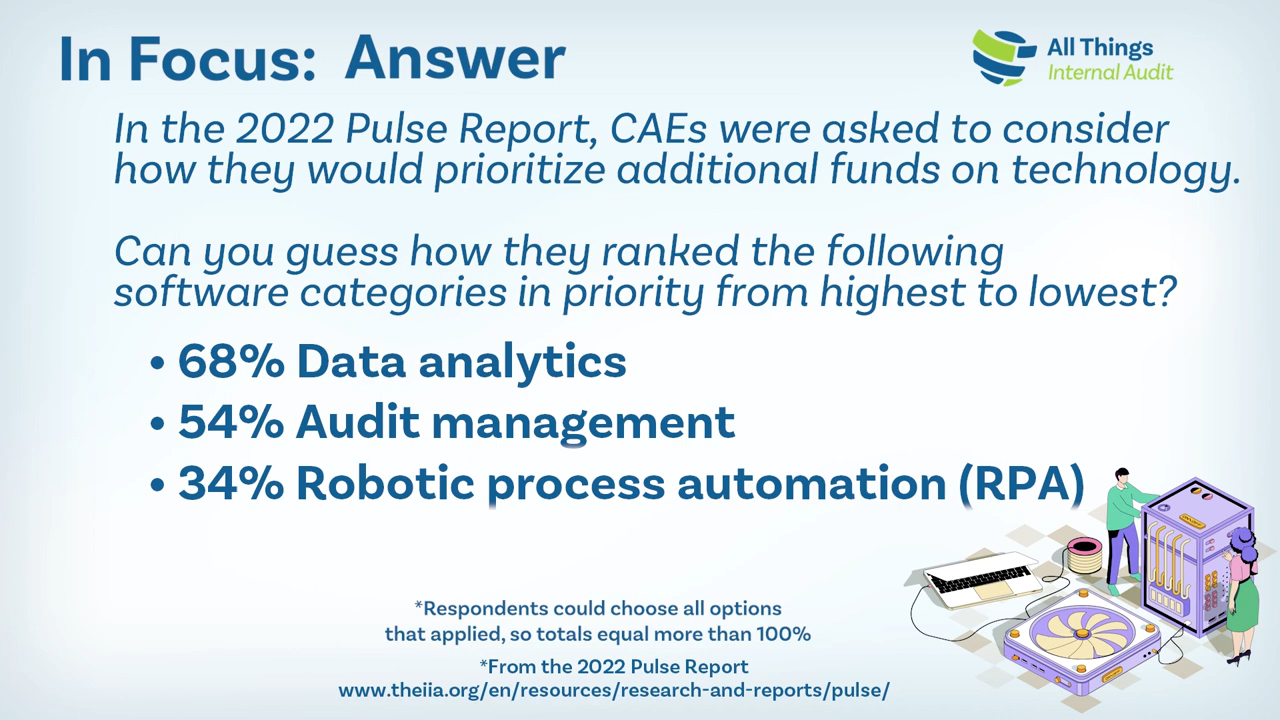 In Focus: Answer
All Things
Internal Audit
In the 2022 Pulse Report, CAEs were asked to consider
how they would prioritize additional funds on technology.
Can you guess how they ranked the following
software categories in priority from highest to lowest?
• 68% Data analytics
• 54% Audit management
• 34% Robotic process automation (RPA)
*Respondents could choose all options
that applied, so totals equal more than 100%
*From the 2022 Pulse Report
www.theiia.org/en/resources/research-and-reports/pulse/